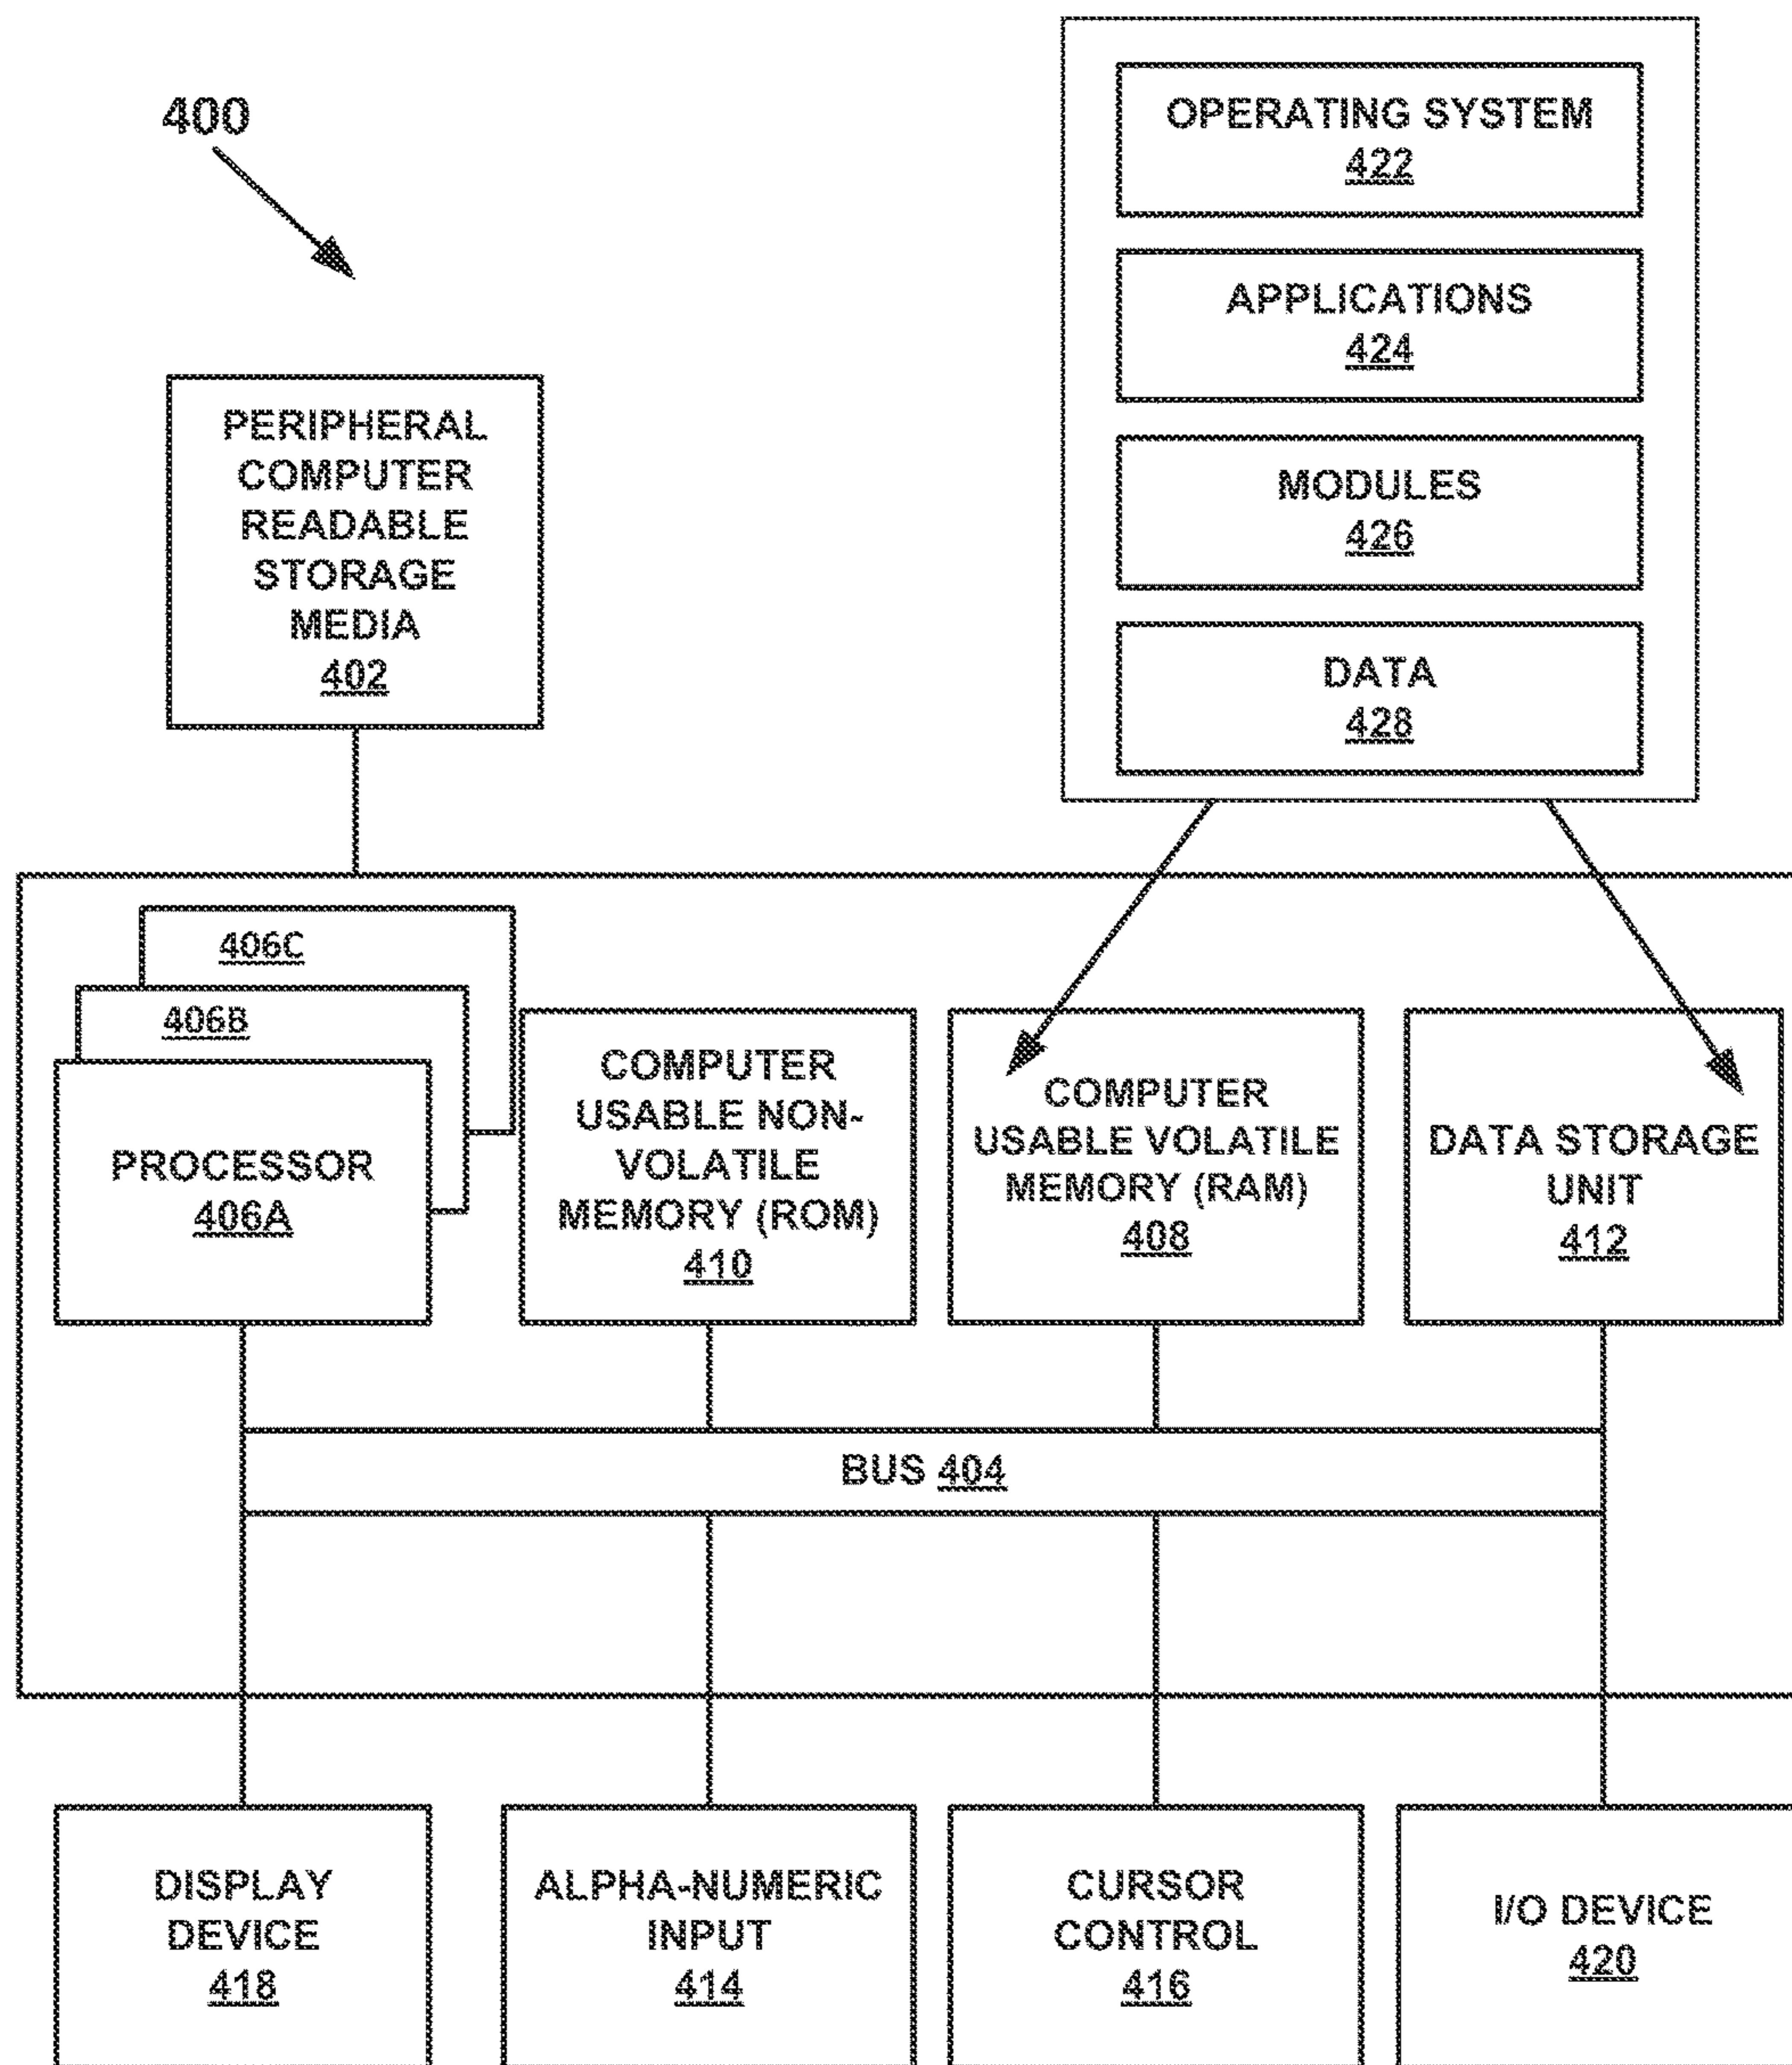 400
OPERATING SYSTEM
422
APPLICATIONS
424
MODULES
426
DATA
428
PERIPHERAL
COMPUTER
READABLE
STORAGE
MEDIA
402
406C
406B
PROCESSOR
406A
COMPUTER
USABLE NON-
VOLATILE
MEMORY (ROM)
410
COMPUTER
USABLE VOLATILE
MEMORY (RAM)
408
DATA STORAGE
UNIT
412
BUS 404
DISPLAY
DEVICE
418
ALPHA-NUMERIC
INPUT
414
CURSOR
CONTROL
416
I/O DEVICE
420